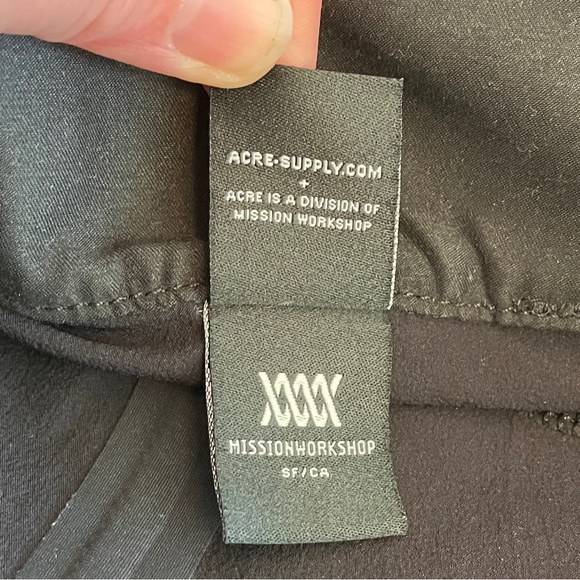 ACRE-SUPPLY.COM
+
ACRE IS A DIVISION OF
MISSION WORKSHOP
MISSIONWORKSHOP
SF/CA